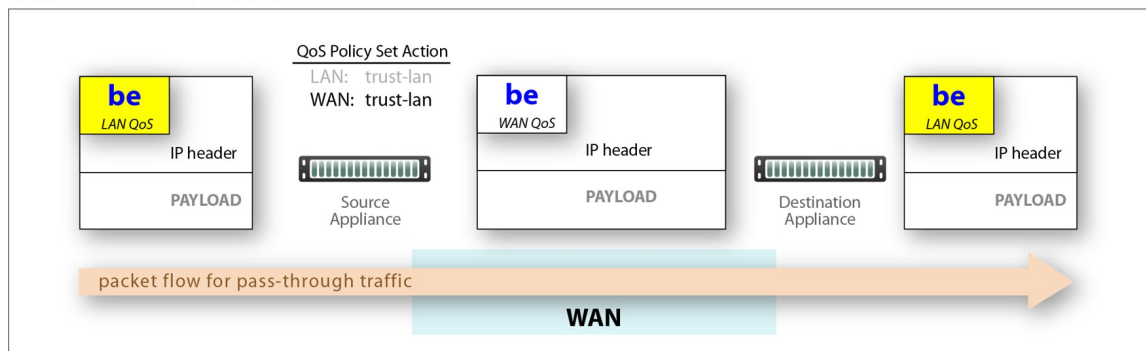 QoS Policy Set Action
LAN: trust-lan
WAN: trust-lan
be
LAN QoS
IP header
PAYLOAD
Source
Appliance
be
WAN QoS
IP header
PAYLOAD
Destination
Appliance
be
LAN QoS
IP header
PAYLOAD
packet flow for pass-through traffic
WAN